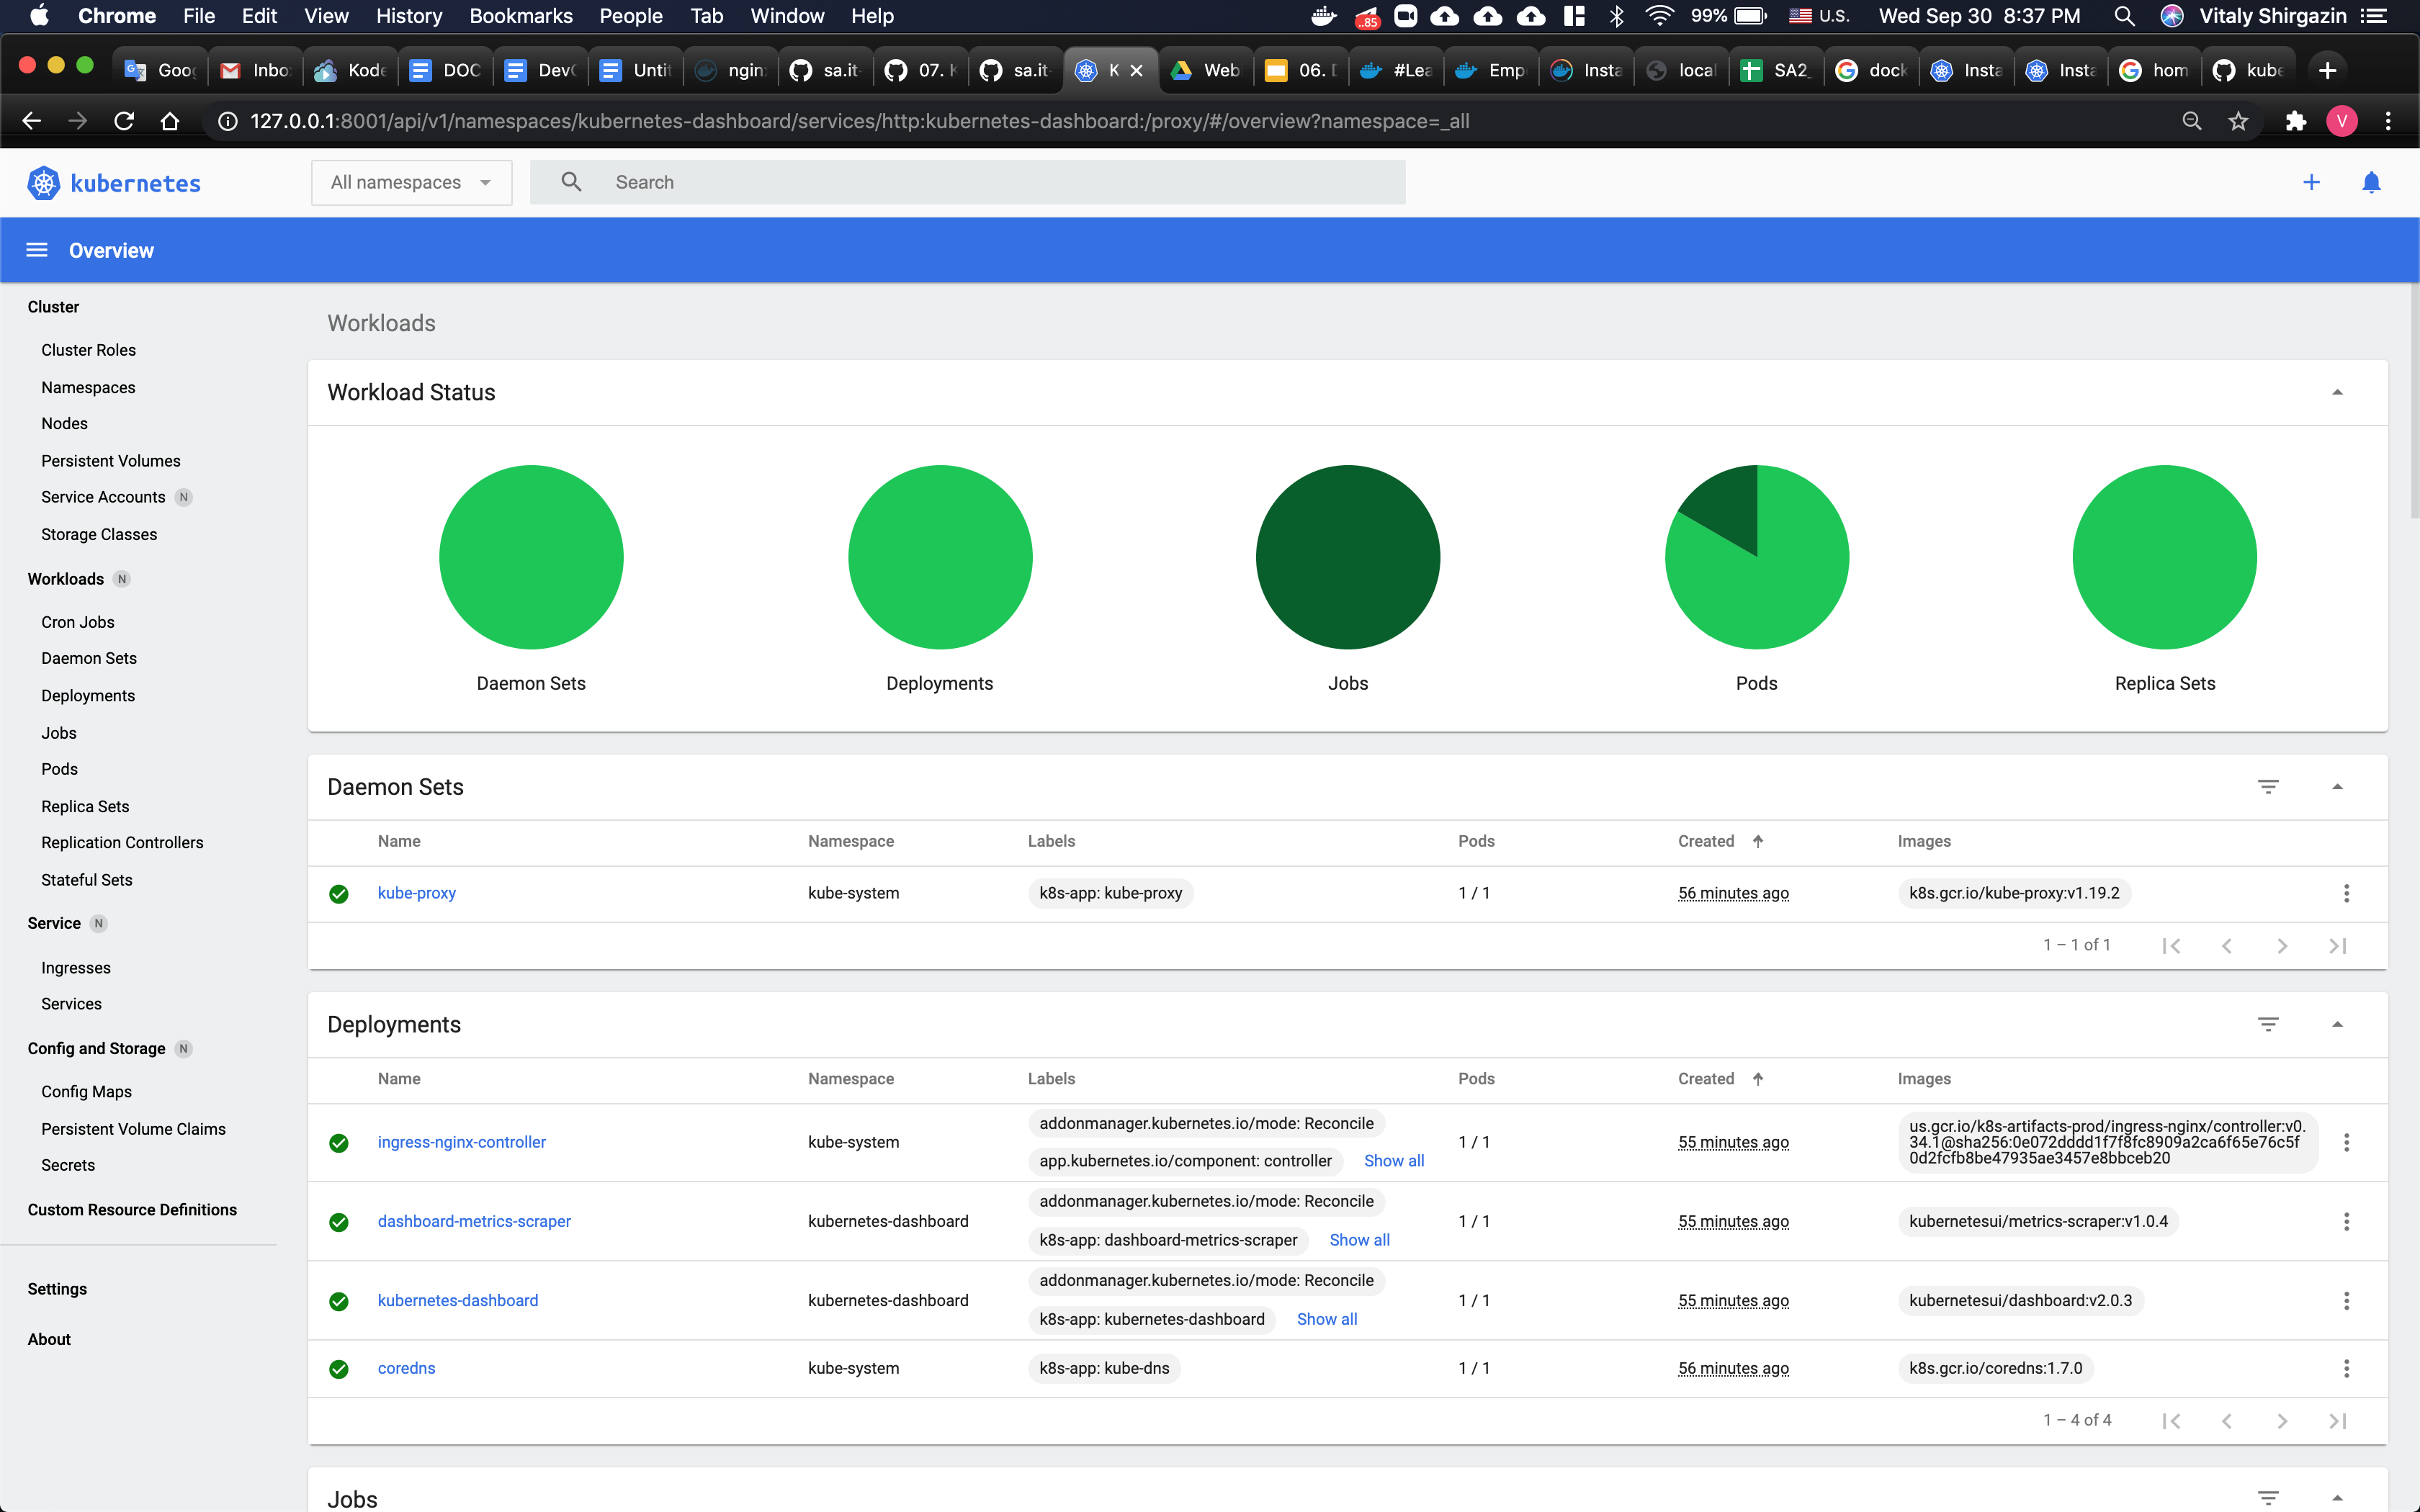 Chrome File Edit View History Bookmarks People Tab Window Help ..85 99% U.S. Wed Sep 30 8:37 PM Vitaly Shirgazin
Goo Inbo Kode DOC Dev Unti ngin sa.it- 07. K sa.it- K Web 06. #Lea Emp Insta local SA2_ dock Insta Insta hom kube
127.0.0.1:8001/api/v1/namespaces/kubernetes-dashboard/services/http:kubernetes-dashboard:/proxy/#/overview?namespace=_all V
kubernetes All namespaces Search
Overview
Cluster
Cluster Roles
Namespaces
Nodes
Persistent Volumes
Service Accounts N
Storage Classes
Workloads N
Cron Jobs
Daemon Sets
Deployments
Jobs
Pods
Replica Sets
Replication Controllers
Stateful Sets
Service N
Ingresses
Services
Config and Storage N
Config Maps
Persistent Volume Claims
Secrets
Custom Resource Definitions
Settings
About
Workloads
Workload Status
Daemon Sets Deployments Jobs Pods Replica Sets
Daemon Sets
Name Namespace Labels Pods Created Images
kube-proxy kube-system k8s-app: kube-proxy 1 / 1 56 minutes ago k8s.gcr.io/kube-proxy:v1.19.2
1 – 1 of 1
Deployments
Name Namespace Labels Pods Created Images
addonmanager.kubernetes.io/mode: Reconcile
ingress-nginx-controller kube-system app.kubernetes.io/component: controller Show all 1 / 1 55 minutes ago
us.gcr.io/k8s-artifacts-prod/ingress-nginx/controller:v0.
34.1@sha256:0e072dddd1f7f8fc8909a2ca6f65e76c5f
0d2fcfb8be47935ae3457e8bbceb20
addonmanager.kubernetes.io/mode: Reconcile
dashboard-metrics-scraper kubernetes-dashboard k8s-app: dashboard-metrics-scraper Show all 1 / 1 55 minutes ago kubernetesui/metrics-scraper:v1.0.4
addonmanager.kubernetes.io/mode: Reconcile
kubernetes-dashboard kubernetes-dashboard k8s-app: kubernetes-dashboard Show all 1 / 1 55 minutes ago kubernetesui/dashboard:v2.0.3
coredns kube-system k8s-app: kube-dns 1 / 1 56 minutes ago k8s.gcr.io/coredns:1.7.0
1 – 4 of 4
Jobs